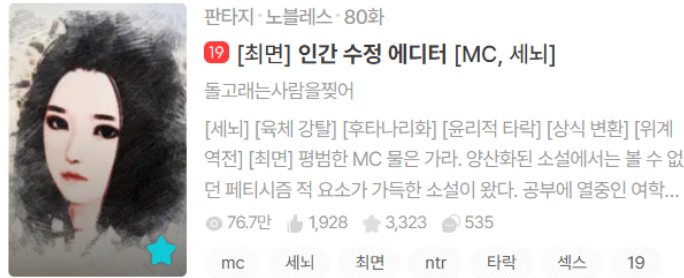 판타지·노블레스·80화
19 [최면] 인간 수정 에디터 [MC, 세뇌]
돌고래는사람을찢어
[세뇌] [육체 강탈] [후타나리화] [윤리적 타락] [상식 변환] [위계
역전] [최면] 평범한 MC 물은 가라. 양산화된 소설에서는 볼 수 없
던 페티시즘 적 요소가 가득한 소설이 왔다. 공부에 열중인 여학...
76.7만 1,928 3,323 535
mc 세뇌 최면 ntr 타락 섹스 19